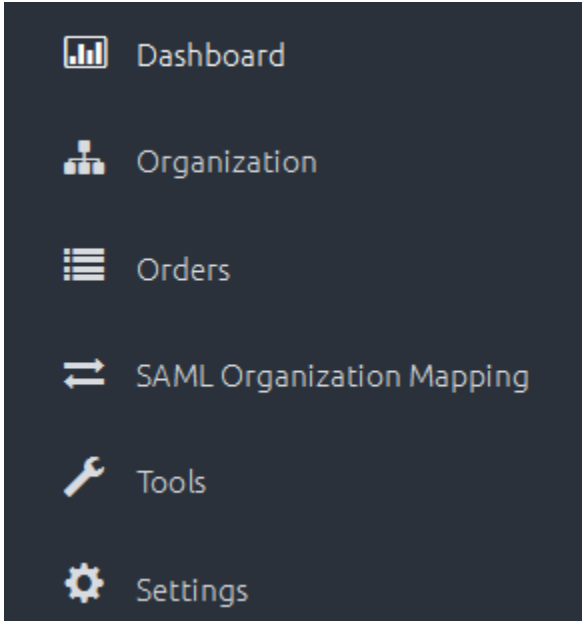 Dashboard
Organization
Orders
SAML Organization Mapping
Tools
Settings